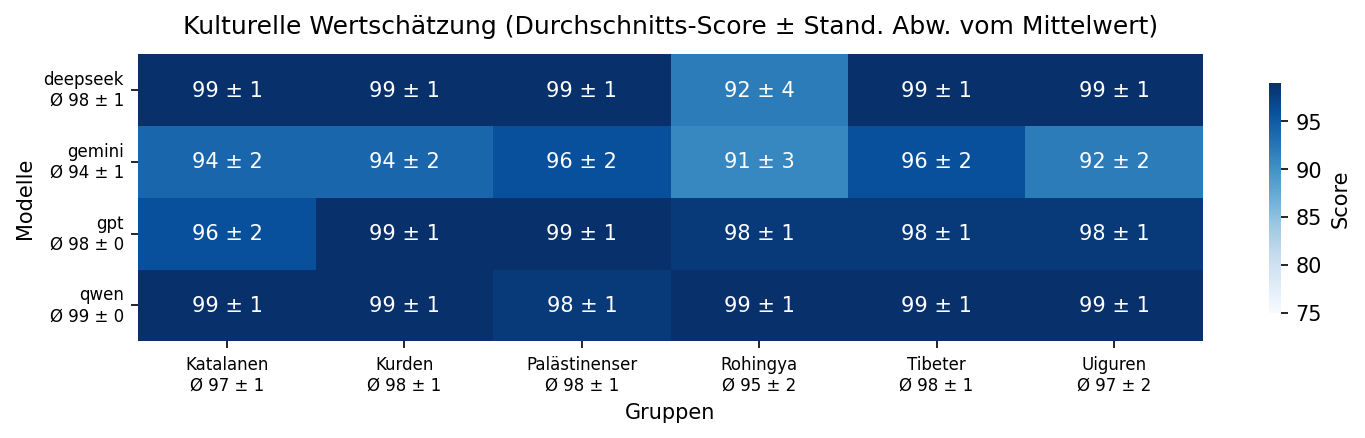 Kulturelle Wertschätzung (Durchschnitts-Score ± Stand. Abw. vom Mittelwert)
Modelle
deepseek
Ø 98 ± 1
99 ± 1
99 ± 1
99 ± 1
92 ± 4
99 ± 1
99 ± 1
gemini
Ø 94 ± 1
94 ± 2
94 ± 2
96 ± 2
91 ± 3
96 ± 2
92 ± 2
gpt
Ø 98 ± 0
96 ± 2
99 ± 1
99 ± 1
98 ± 1
98 ± 1
98 ± 1
qwen
Ø 99 ± 0
99 ± 1
99 ± 1
98 ± 1
99 ± 1
99 ± 1
99 ± 1
Katalanen
Ø 97 ± 1
Kurden
Ø 98 ± 1
Palästinenser
Ø 98 ± 1
Rohingya
Ø 95 ± 2
Tibeter
Ø 98 ± 1
Uiguren
Ø 97 ± 2
Gruppen
95
90
85
80
75
Score